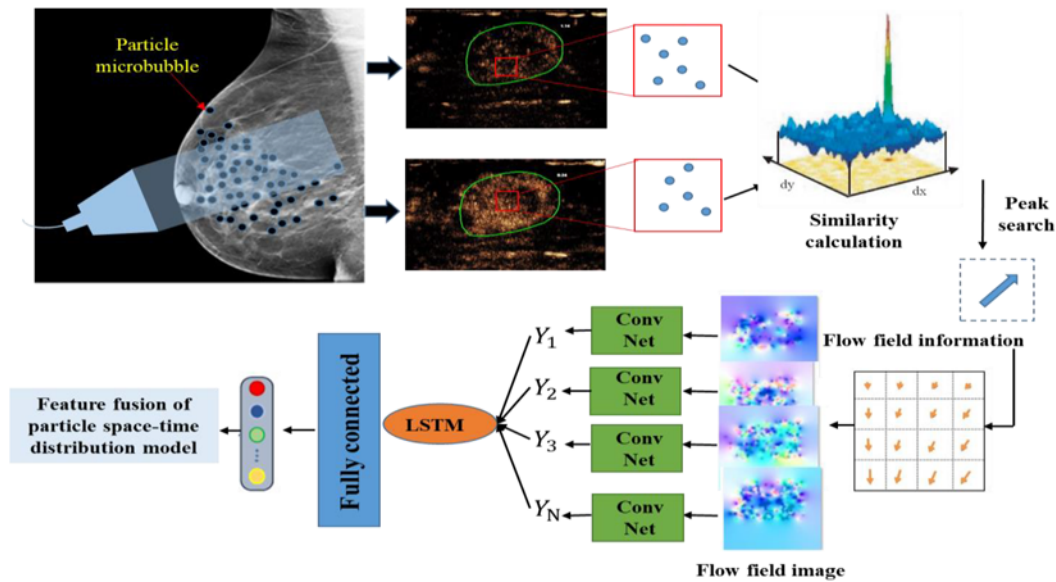 Particle
microbubble
dy
dx
Similarity
calculation
Peak
search
Flow field information
Conv
Net
Y1
Conv
Net
Y2
Conv
Net
Y3
Conv
Net
YN
Flow field image
LSTM
Fully connected
Feature fusion of
particle space-time
distribution model